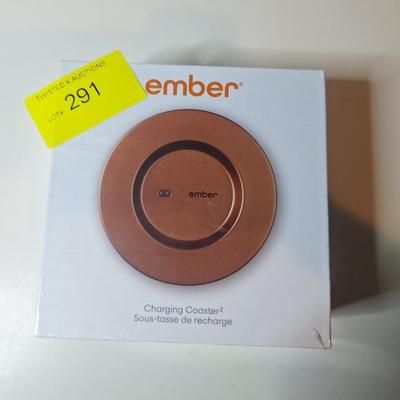 TWISTED K AUCTIONS
LOT# 291
ember®
ember
Charging Coaster²
Sous-tasse de recharge